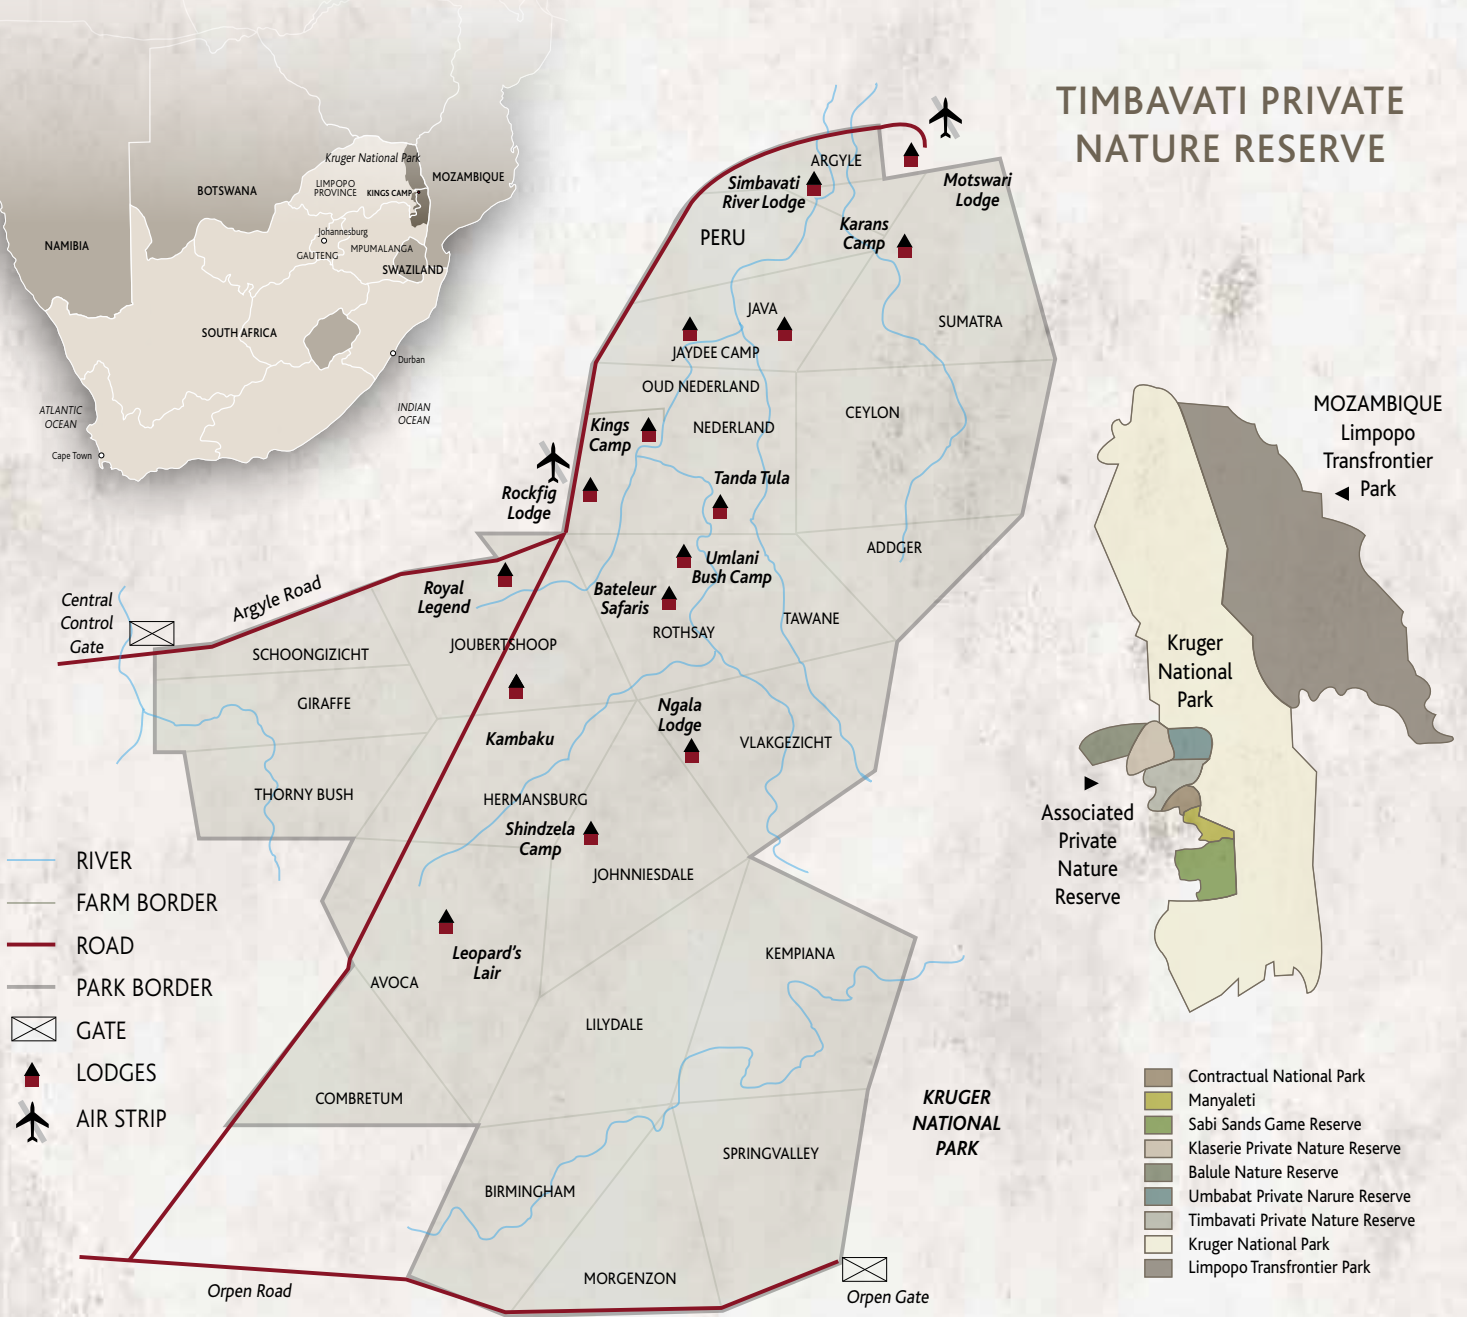 TIMBAVATI PRIVATE
NATURE RESERVE
Kruger National Park
MOZAMBIQUE
BOTSWANA
LIMPOPO
PROVINCE
KINGS CAMP
NAMIBIA
Johannesburg
GAUTENG
MPUMALANGA
SWAZILAND
SOUTH AFRICA
Durban
ATLANTIC
OCEAN
INDIAN
OCEAN
Cape Town
ARGYLE
Simbavati
River Lodge
Motswari
Lodge
Karans
Camp
PERU
JAVA
SUMATRA
JAYDEE CAMP
OUD NEDERLAND
CEYLON
Kings
Camp
NEDERLAND
Tanda Tula
Rockfig
Lodge
ADDGER
Umlani
Bush Camp
Bateleur
Safaris
Royal
Legend
Argyle Road
Central
Control
Gate
TAWANE
ROTHSAY
JOUBERTSHOOP
SCHOONGIZICHT
GIRAFFE
Ngala
Lodge
Kambaku
VLAKGEZICHT
THORNY BUSH
HERMANSBURG
Shindzela
Camp
JOHNNIESDALE
Leopard's
Lair
KEMPIANA
AVOCA
LILYDALE
COMBRETUM
KRUGER
NATIONAL
PARK
SPRINGVALLEY
BIRMINGHAM
MORGENZON
Orpen Road
Orpen Gate
RIVER
FARM BORDER
ROAD
PARK BORDER
GATE
LODGES
AIR STRIP
MOZAMBIQUE
Limpopo
Transfrontier
Park
Kruger
National
Park
Associated
Private
Nature
Reserve
Contractual National Park
Manyaleti
Sabi Sands Game Reserve
Klaserie Private Nature Reserve
Balule Nature Reserve
Umbabat Private Narure Reserve
Timbavati Private Nature Reserve
Kruger National Park
Limpopo Transfrontier Park